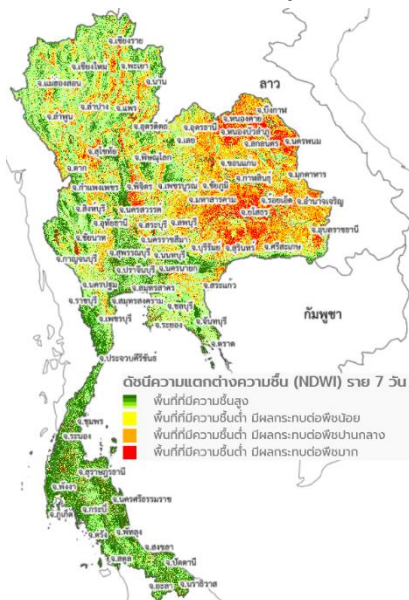 จ.เชียงราย
จ.เชียงใหม่
จ.พะเยา
จ.น่าน
จ.แม่ฮ่องสอน
จ.ลำปาง
จ.แพร่
จ.ลำพูน
จ.อุตรดิตถ์
ลาว
จ.บึงกาฬ
จ.หนองคาย
จ.อุดรธานี
จ.เลย
จ.หนองบัวลำภู
จ.สกลนคร
จ.นครพนม
จ.สุโขทัย
จ.พิษณุโลก
จ.ตาก
จ.ขอนแก่น
จ.กาฬสินธุ์
จ.มุกดาหาร
จ.กำแพงเพชร
จ.พิจิตร
จ.เพชรบูรณ์
จ.ชัยภูมิ
จ.มหาสารคาม
จ.ร้อยเอ็ด
จ.อำนาจเจริญ
จ.ยโสธร
จ.สิงห์บุรี
จ.นครสวรรค์
จ.อุทัยธานี
จ.สระบุรี
จ.ลพบุรี
จ.อุบลราชธานี
จ.ชัยนาท
จ.นครราชสีมา
จ.บุรีรัมย์
จ.สุรินทร์
จ.ศรีสะเกษ
จ.สุพรรณบุรี
จ.นนทบุรี
จ.กาญจนบุรี
จ.ปราจีนบุรี
จ.นครนายก
จ.นครปฐม
จ.สมุทรสาคร
จ.สระแก้ว
จ.ราชบุรี
จ.สมุทรสงคราม
จ.ชลบุรี
กัมพูชา
จ.เพชรบุรี
จ.ระยอง
จ.จันทบุรี
จ.ตราด
จ.ประจวบคีรีขันธ์
ดัชนีความแตกต่างความชื้น (NDWI) ราย 7 วัน
พื้นที่ที่มีความชื้นสูง
พื้นที่ที่มีความชื้นต่ำ มีผลกระทบต่อพืชน้อย
พื้นที่ที่มีความชื้นต่ำ มีผลกระทบต่อพืชปานกลาง
พื้นที่ที่มีความชื้นต่ำ มีผลกระทบต่อพืชมาก
จ.ชุมพร
จ.ระนอง
จ.สุราษฎรธานี
จ.พังงา
จ.นครศรีธรรมราช
จ.กระบี่
จ.ภูเก็ต
จ.ตรัง
จ.พัทลุง
จ.สงขลา
จ.สตูล
จ.ปัตตานี
จ.ยะลา
จ.นราธิวาส